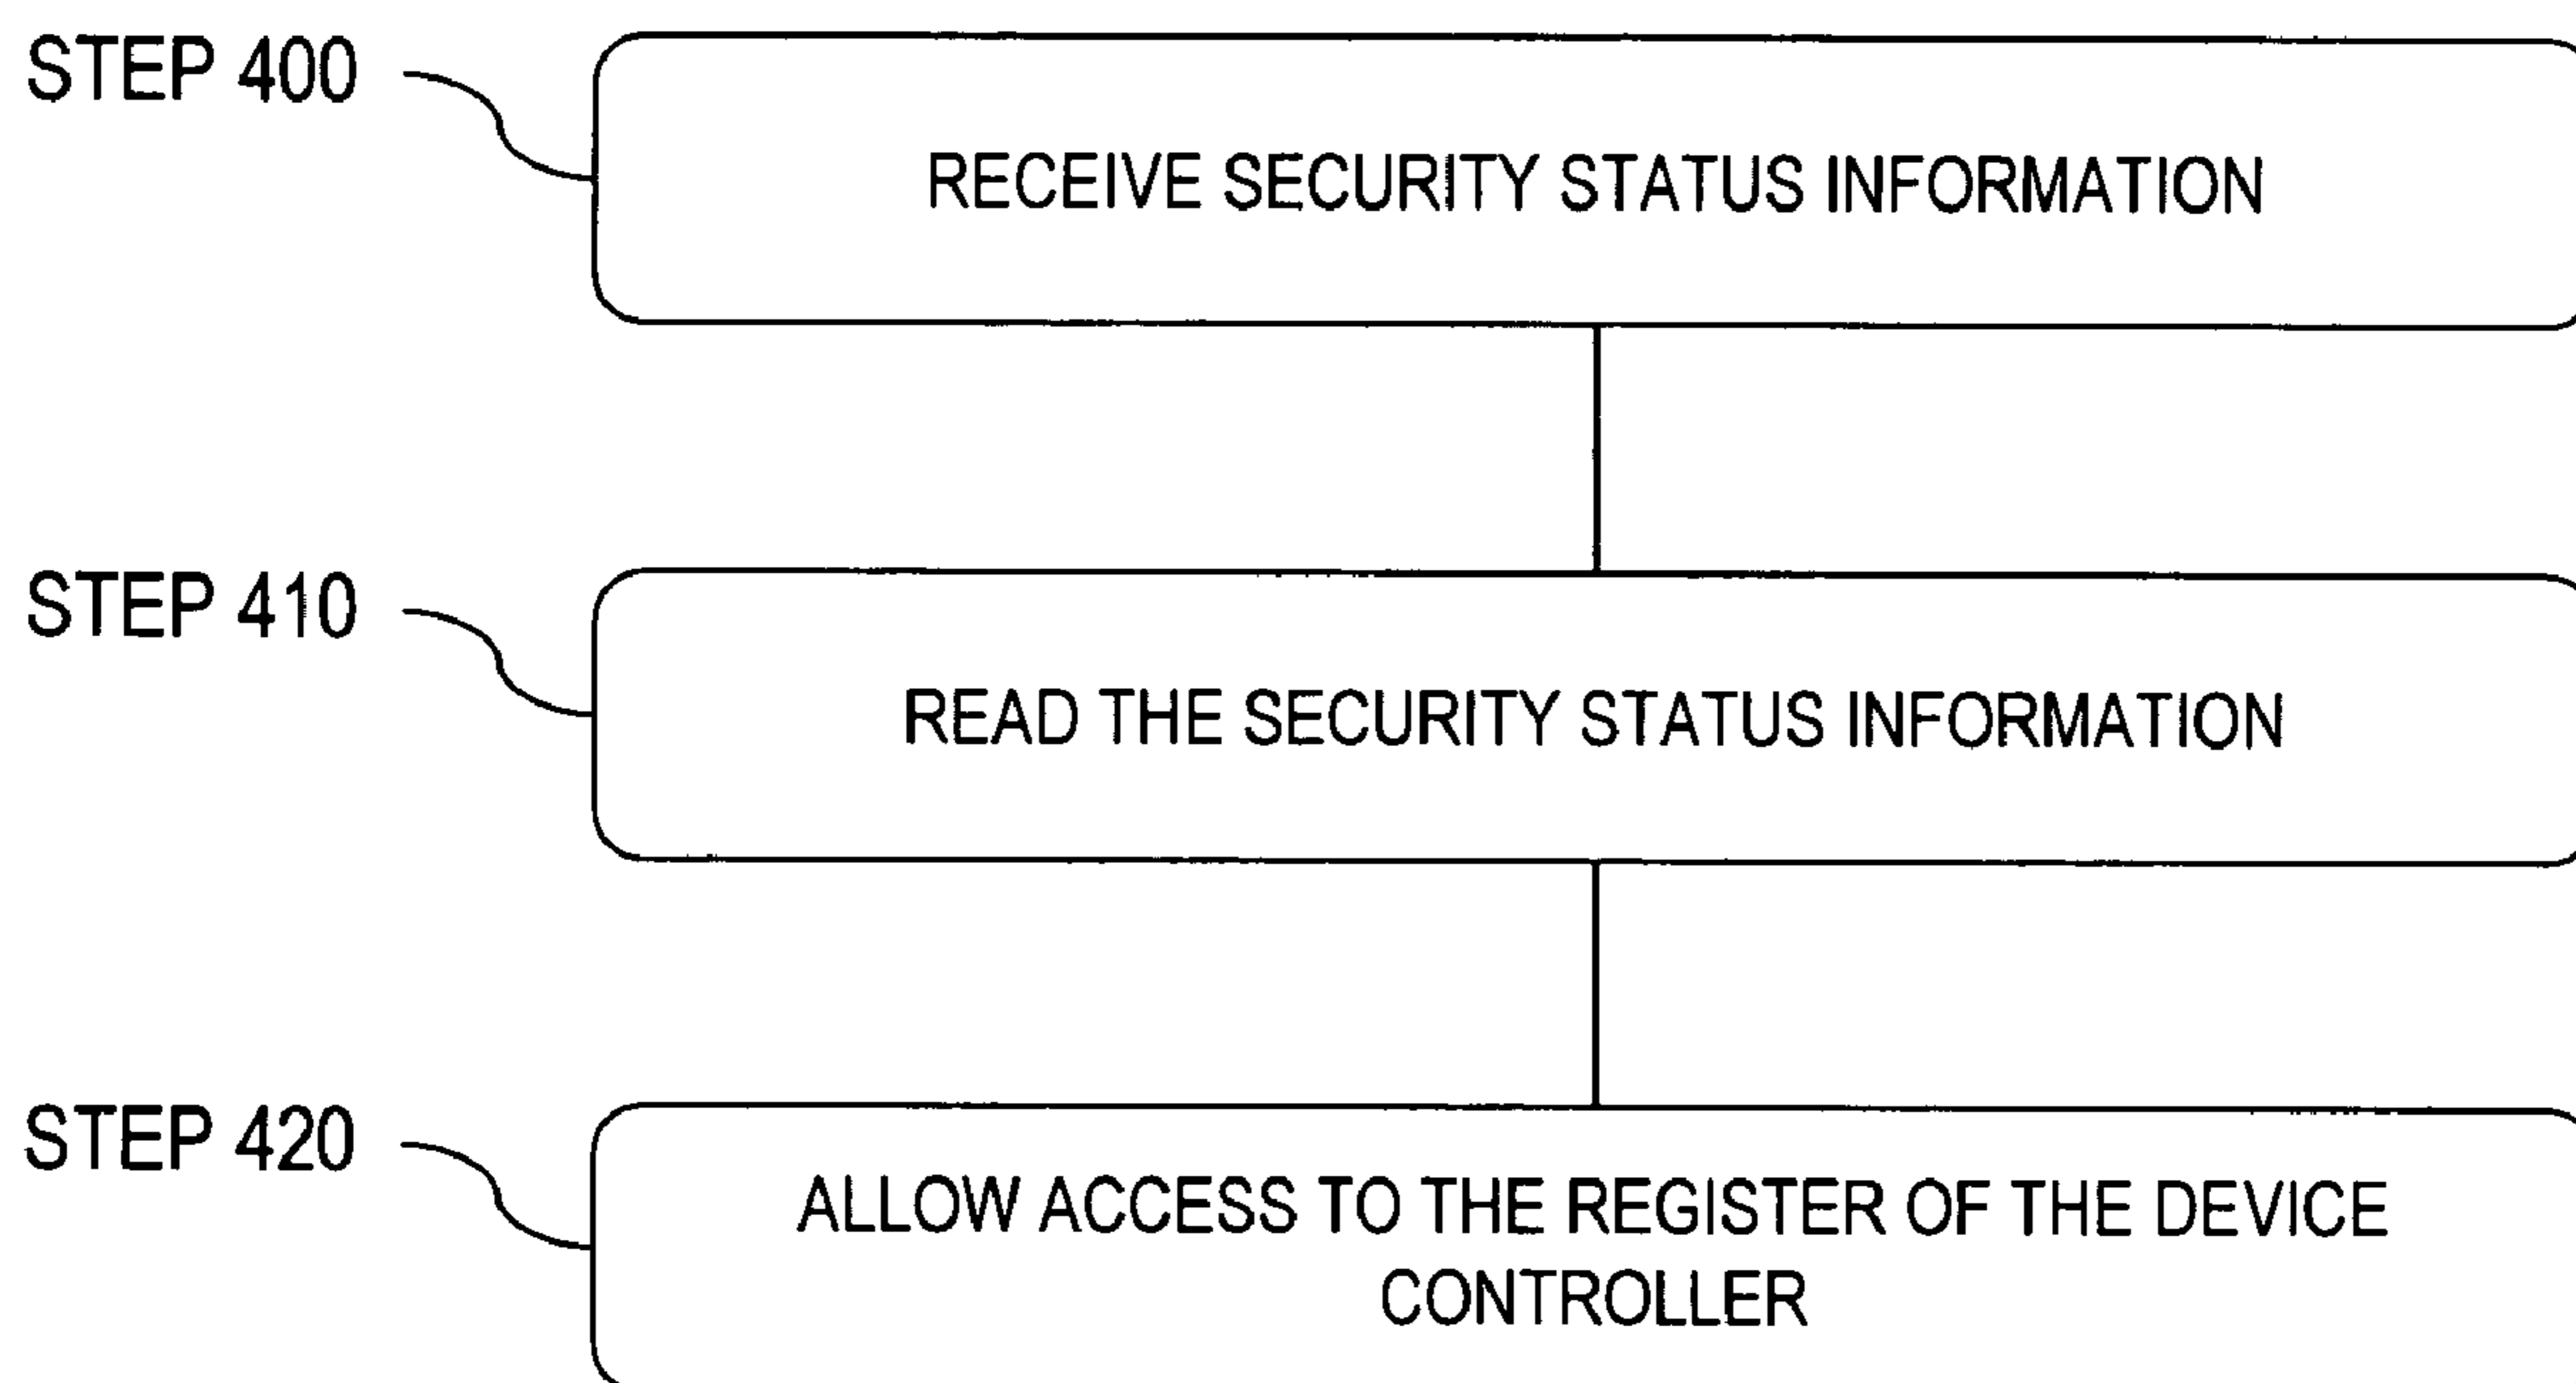 STEP 400
RECEIVE SECURITY STATUS INFORMATION
STEP 410
READ THE SECURITY STATUS INFORMATION
STEP 420
ALLOW ACCESS TO THE REGISTER OF THE DEVICE
CONTROLLER